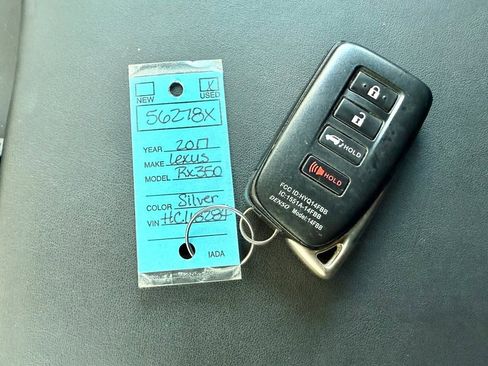 X
NEW USED
56278X
YEAR 2017
MAKE Lexus
MODEL Rx350
COLOR Silver
VIN
IADA
HOLD
HOLD
FCC ID:HYQ14FBB
IC:1551A-14FBB
DENSO Model:14FBB